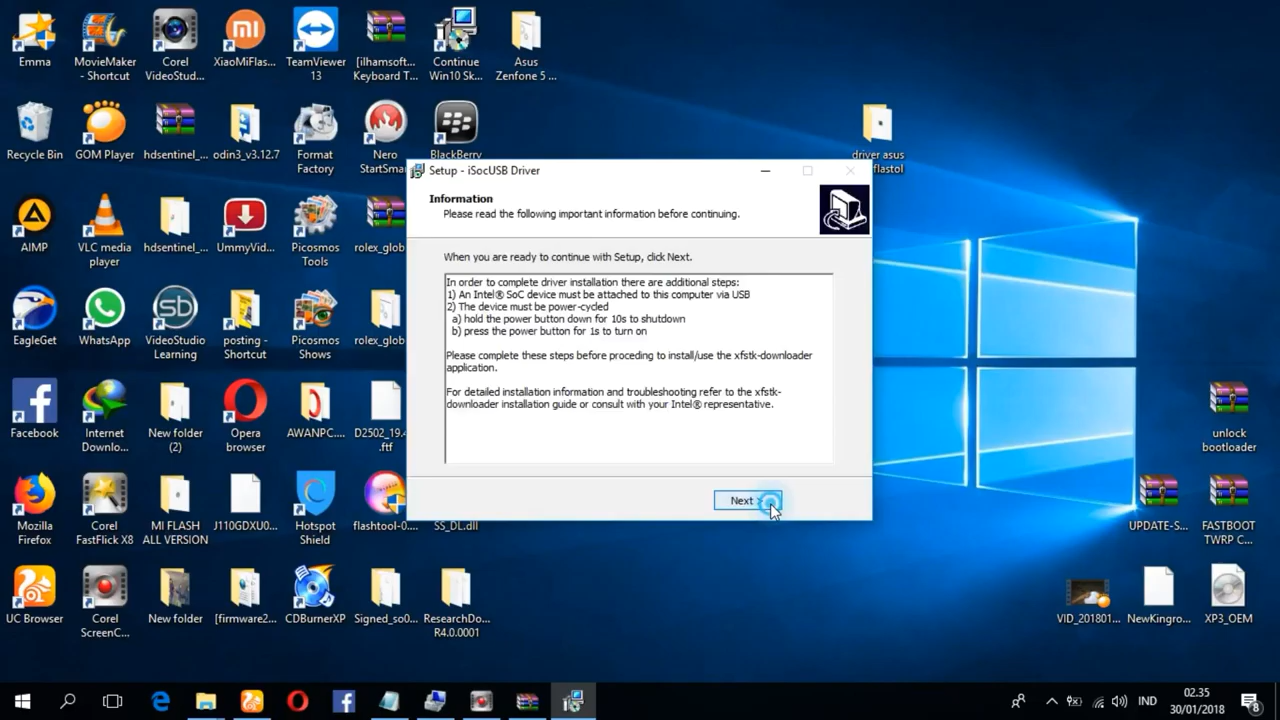 Emma
MovieMaker
- Shortcut
Corel
VideoStud...
XiaoMiFlas...
TeamViewer
13
[ilhamsoft...
Keyboard T...
Continue
Win10 Sk...
Asus
Zenfone 5 ...
Recycle Bin
GOM Player
hdsentinel_...
odin3_v3.12.7
Format
Factory
Nero
StartSmar
BlackBerry
driver asus
flastol
AIMP
VLC media
player
hdsentinel_...
UmmyVid...
Picosmos
Tools
rolex_glob
EagleGet
WhatsApp
VideoStudio
Learning
posting -
Shortcut
Picosmos
Shows
rolex_glob
Facebook
Internet
Downlo...
New folder
(2)
Opera
browser
AWANPC....
D2502_19.4
.ftf
unlock
bootloader
Mozilla
Firefox
Corel
FastFlick X8
MI FLASH
ALL VERSION
J110GDXU0...
Hotspot
Shield
flashtool-0....
SS_DL.dll
UPDATE-S...
FASTBOOT
TWRP C...
UC Browser
Corel
ScreenC...
New folder
[firmware2...
CDBurnerXP
Signed_so0...
ResearchDo...
R4.0.0001
VID_201801...
NewKingro...
XP3_OEM
Setup - iSocUSB Driver
Information
Please read the following important information before continuing.
When you are ready to continue with Setup, click Next.
In order to complete driver installation there are additional steps:
1) An Intel® SoC device must be attached to this computer via USB
2) The device must be power-cycled
a) hold the power button down for 10s to shutdown
b) press the power button for 1s to turn on
Please complete these steps before proceding to install/use the xfstk-downloader
application.
For detailed installation information and troubleshooting refer to the xfstk-
downloader installation guide or consult with your Intel® representative.
Next >
IND
02.35
30/01/2018
8